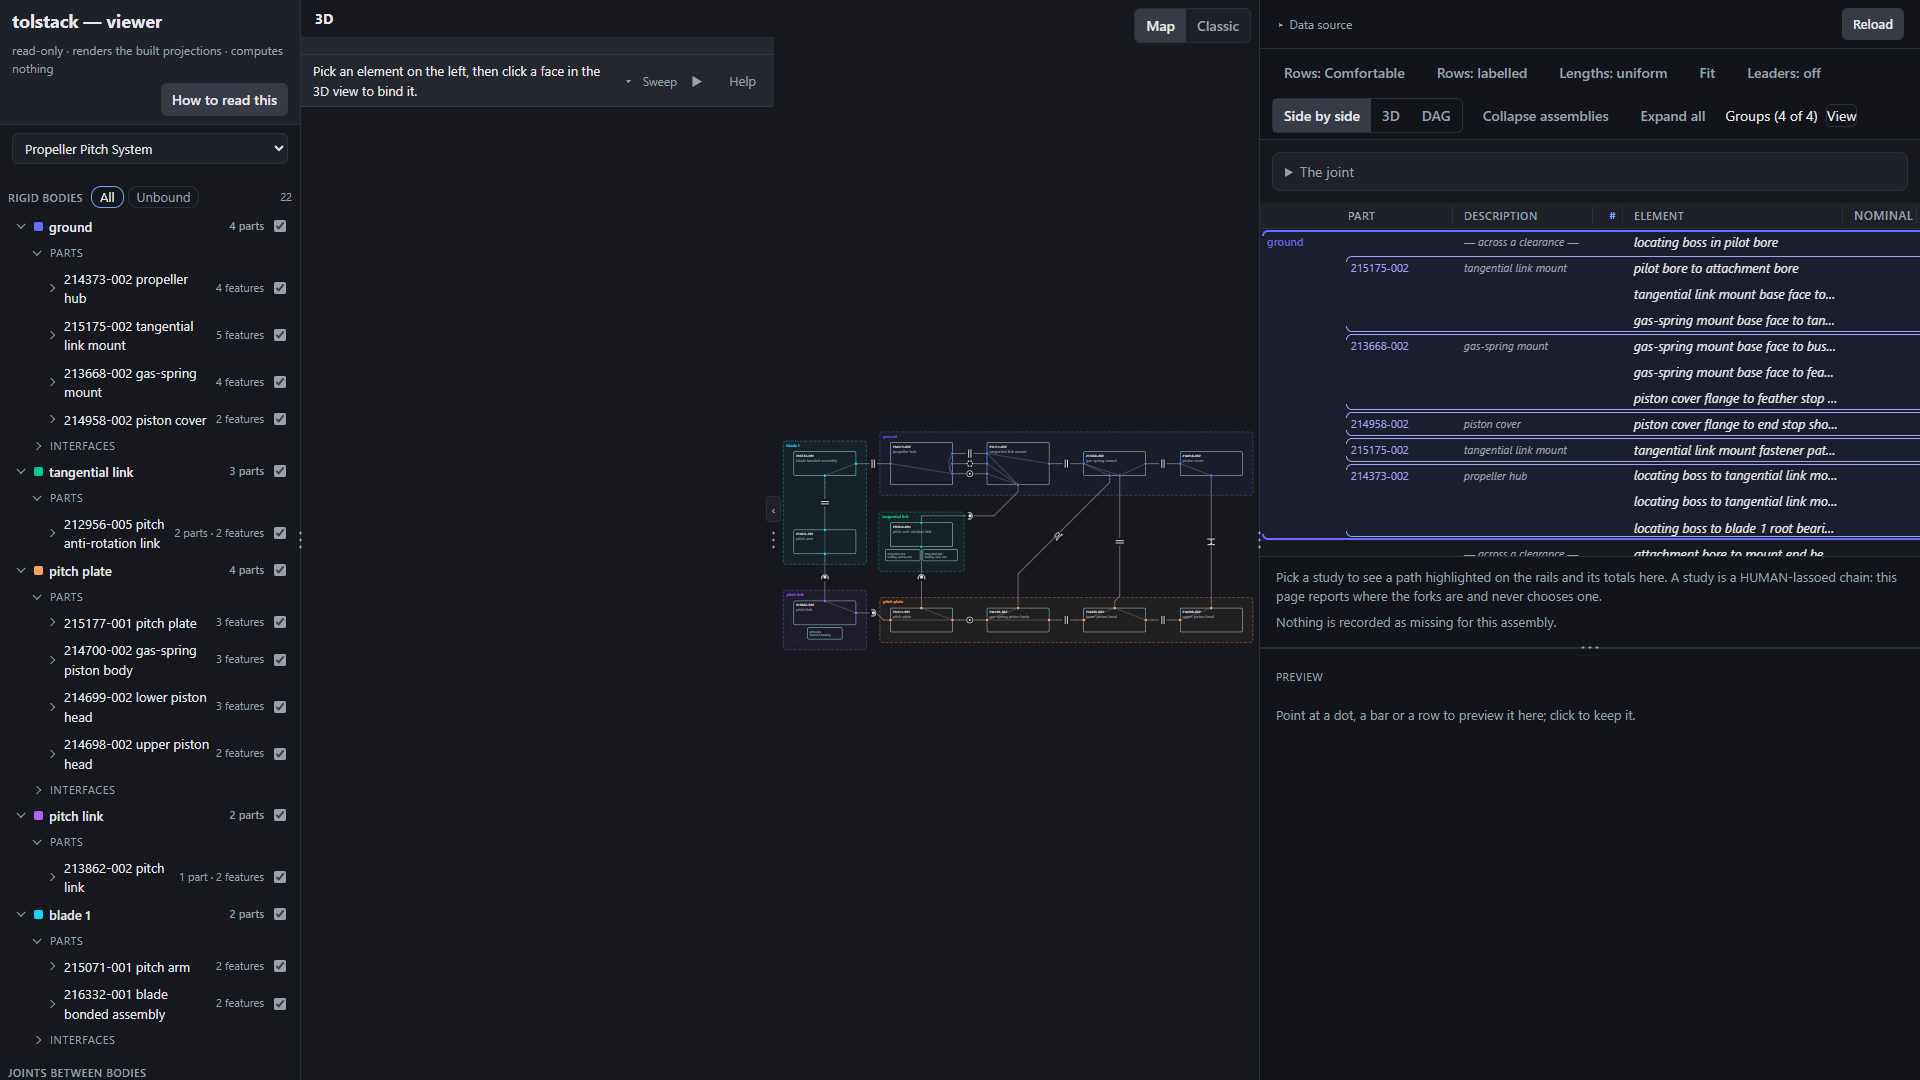 tolstack — viewer
read-only · renders the built projections · computes
nothing
How to read this
Propeller Pitch System
RIGID BODIES All Unbound 22
ground 4 parts
PARTS
214373-002 propeller
hub
4 features
215175-002 tangential
link mount
5 features
213668-002 gas-spring
mount
4 features
214958-002 piston cover 2 features
INTERFACES
tangential link 3 parts
PARTS
212956-005 pitch
anti-rotation link
2 parts · 2 features
pitch plate 4 parts
PARTS
215177-001 pitch plate 3 features
214700-002 gas-spring
piston body
3 features
214699-002 lower piston
head
3 features
214698-002 upper piston
head
2 features
INTERFACES
pitch link 2 parts
PARTS
213862-002 pitch
link
1 part · 2 features
blade 1 2 parts
PARTS
215071-001 pitch arm 2 features
216332-001 blade
bonded assembly
2 features
INTERFACES
JOINTS BETWEEN BODIES
3D
Pick an element on the left, then click a face in the
3D view to bind it.
Sweep
Help
Map Classic
blade 1
ground
tangential link
pitch link
pitch plate
Data source
Reload
Rows: Comfortable Rows: labelled Lengths: uniform Fit Leaders: off
Side by side 3D DAG Collapse assemblies Expand all Groups (4 of 4) View
The joint
PART DESCRIPTION # ELEMENT NOMINAL
ground — across a clearance — locating boss in pilot bore
215175-002 tangential link mount pilot bore to attachment bore
tangential link mount base face to...
gas-spring mount base face to tan...
213668-002 gas-spring mount gas-spring mount base face to bus...
gas-spring mount base face to fea...
piston cover flange to feather stop ...
214958-002 piston cover piston cover flange to end stop sho...
215175-002 tangential link mount tangential link mount fastener pat...
214373-002 propeller hub locating boss to tangential link mo...
locating boss to tangential link mo...
locating boss to blade 1 root beari...
— across a clearance — attachment bore to mount end be...
Pick a study to see a path highlighted on the rails and its totals here. A study is a HUMAN-lassoed chain: this
page reports where the forks are and never chooses one.
Nothing is recorded as missing for this assembly.
PREVIEW
Point at a dot, a bar or a row to preview it here; click to keep it.